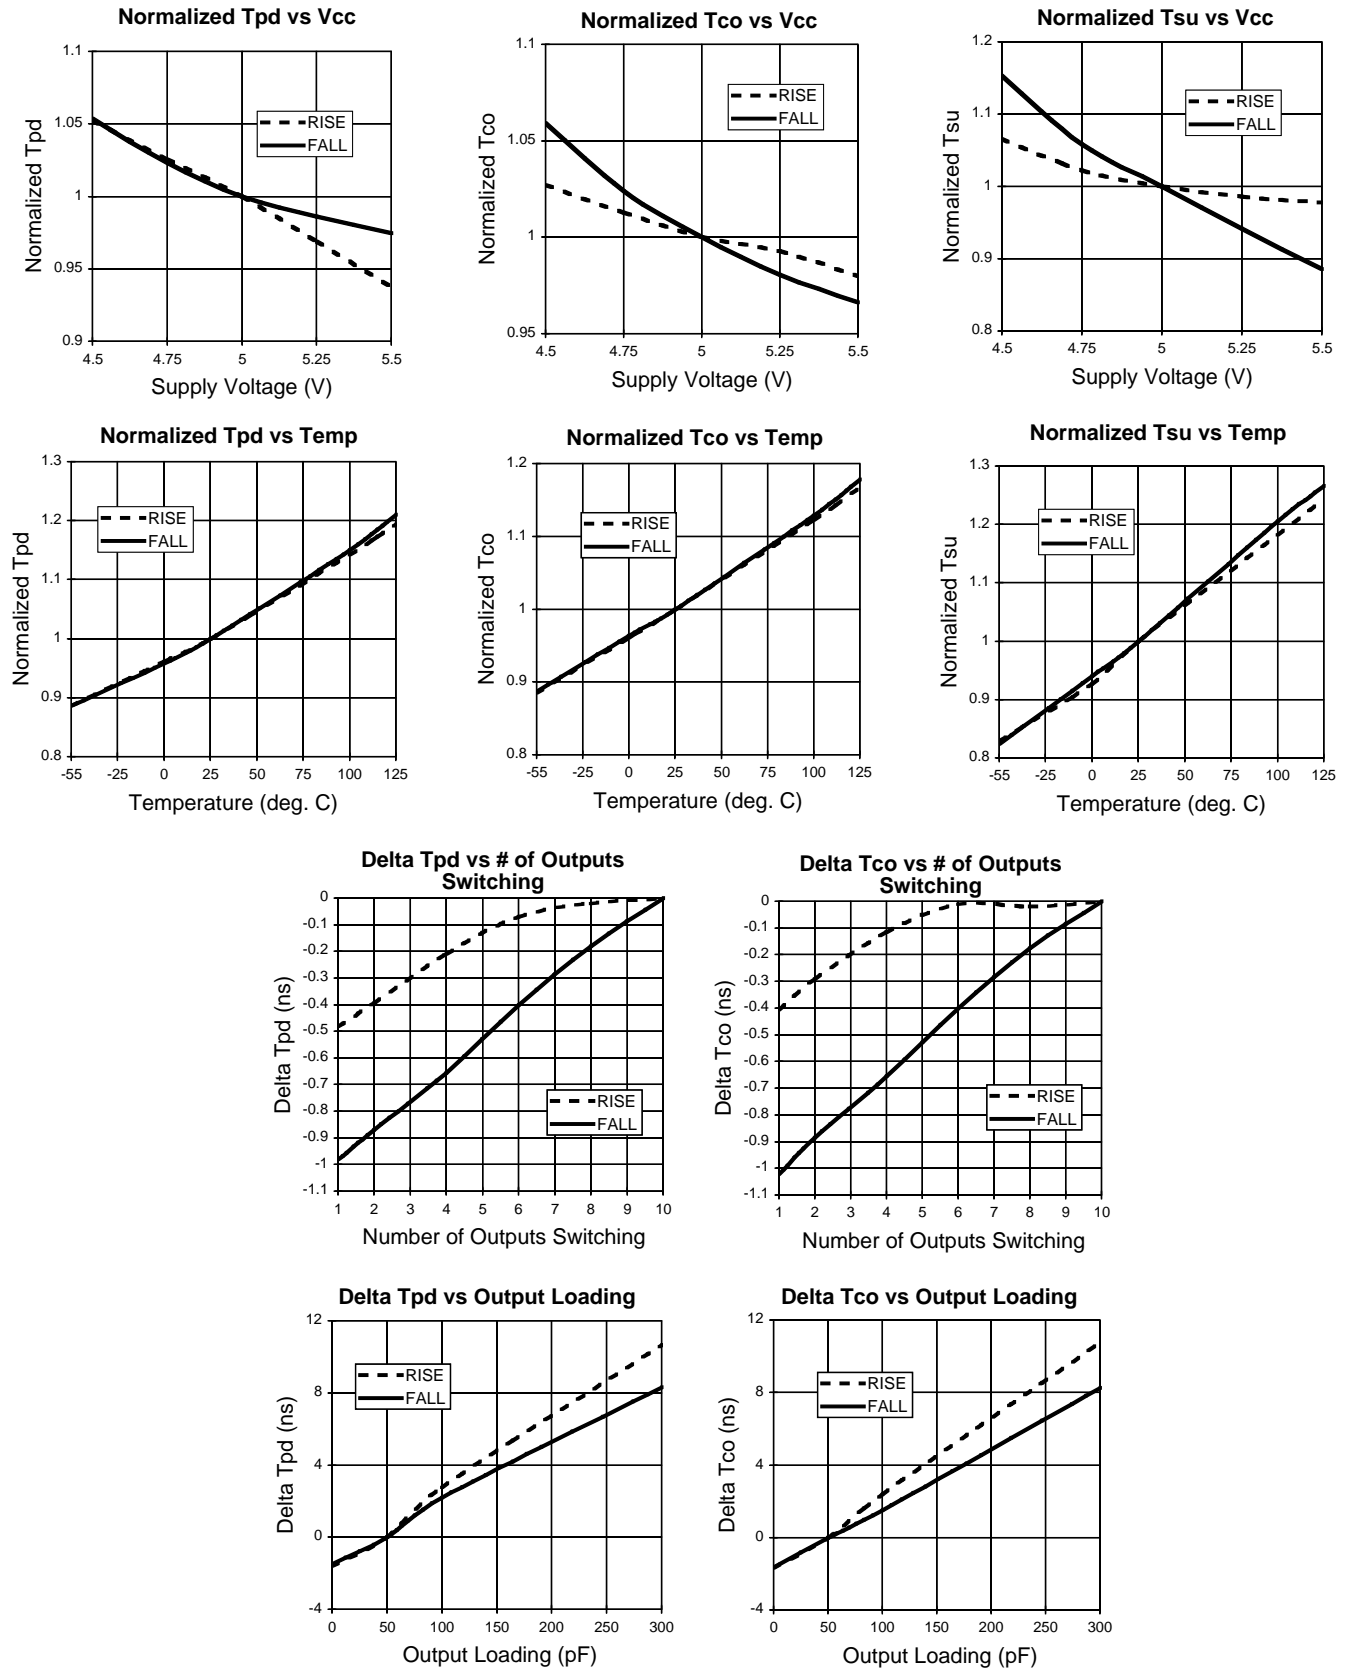 Normalized Tpd vs Vcc
Normalized Tpd
1.1
1.05
1
0.95
0.9
RISE
FALL
4.5 4.75 5 5.25 5.5
Supply Voltage (V)
Normalized Tco vs Vcc
Normalized Tco
1.1
1.05
1
0.95
RISE
FALL
4.5 4.75 5 5.25 5.5
Supply Voltage (V)
Normalized Tsu vs Vcc
Normalized Tsu
1.2
1.1
1
0.9
0.8
RISE
FALL
4.5 4.75 5 5.25 5.5
Supply Voltage (V)
Normalized Tpd vs Temp
Normalized Tpd
1.3
1.2
1.1
1
0.9
0.8
RISE
FALL
-55 -25 0 25 50 75 100 125
Temperature (deg. C)
Normalized Tco vs Temp
Normalized Tco
1.2
1.1
1
0.9
0.8
RISE
FALL
-55 -25 0 25 50 75 100 125
Temperature (deg. C)
Normalized Tsu vs Temp
Normalized Tsu
1.3
1.2
1.1
1
0.9
0.8
RISE
FALL
-55 -25 0 25 50 75 100 125
Temperature (deg. C)
Delta Tpd vs # of Outputs
Switching
Delta Tpd (ns)
0
-0.1
-0.2
-0.3
-0.4
-0.5
-0.6
-0.7
-0.8
-0.9
-1
-1.1
RISE
FALL
1 2 3 4 5 6 7 8 9 10
Number of Outputs Switching
Delta Tco vs # of Outputs
Switching
Delta Tco (ns)
0
-0.1
-0.2
-0.3
-0.4
-0.5
-0.6
-0.7
-0.8
-0.9
-1
-1.1
RISE
FALL
1 2 3 4 5 6 7 8 9 10
Number of Outputs Switching
Delta Tpd vs Output Loading
Delta Tpd (ns)
12
8
4
0
-4
RISE
FALL
0 50 100 150 200 250 300
Output Loading (pF)
Delta Tco vs Output Loading
Delta Tco (ns)
12
8
4
0
-4
RISE
FALL
0 50 100 150 200 250 300
Output Loading (pF)